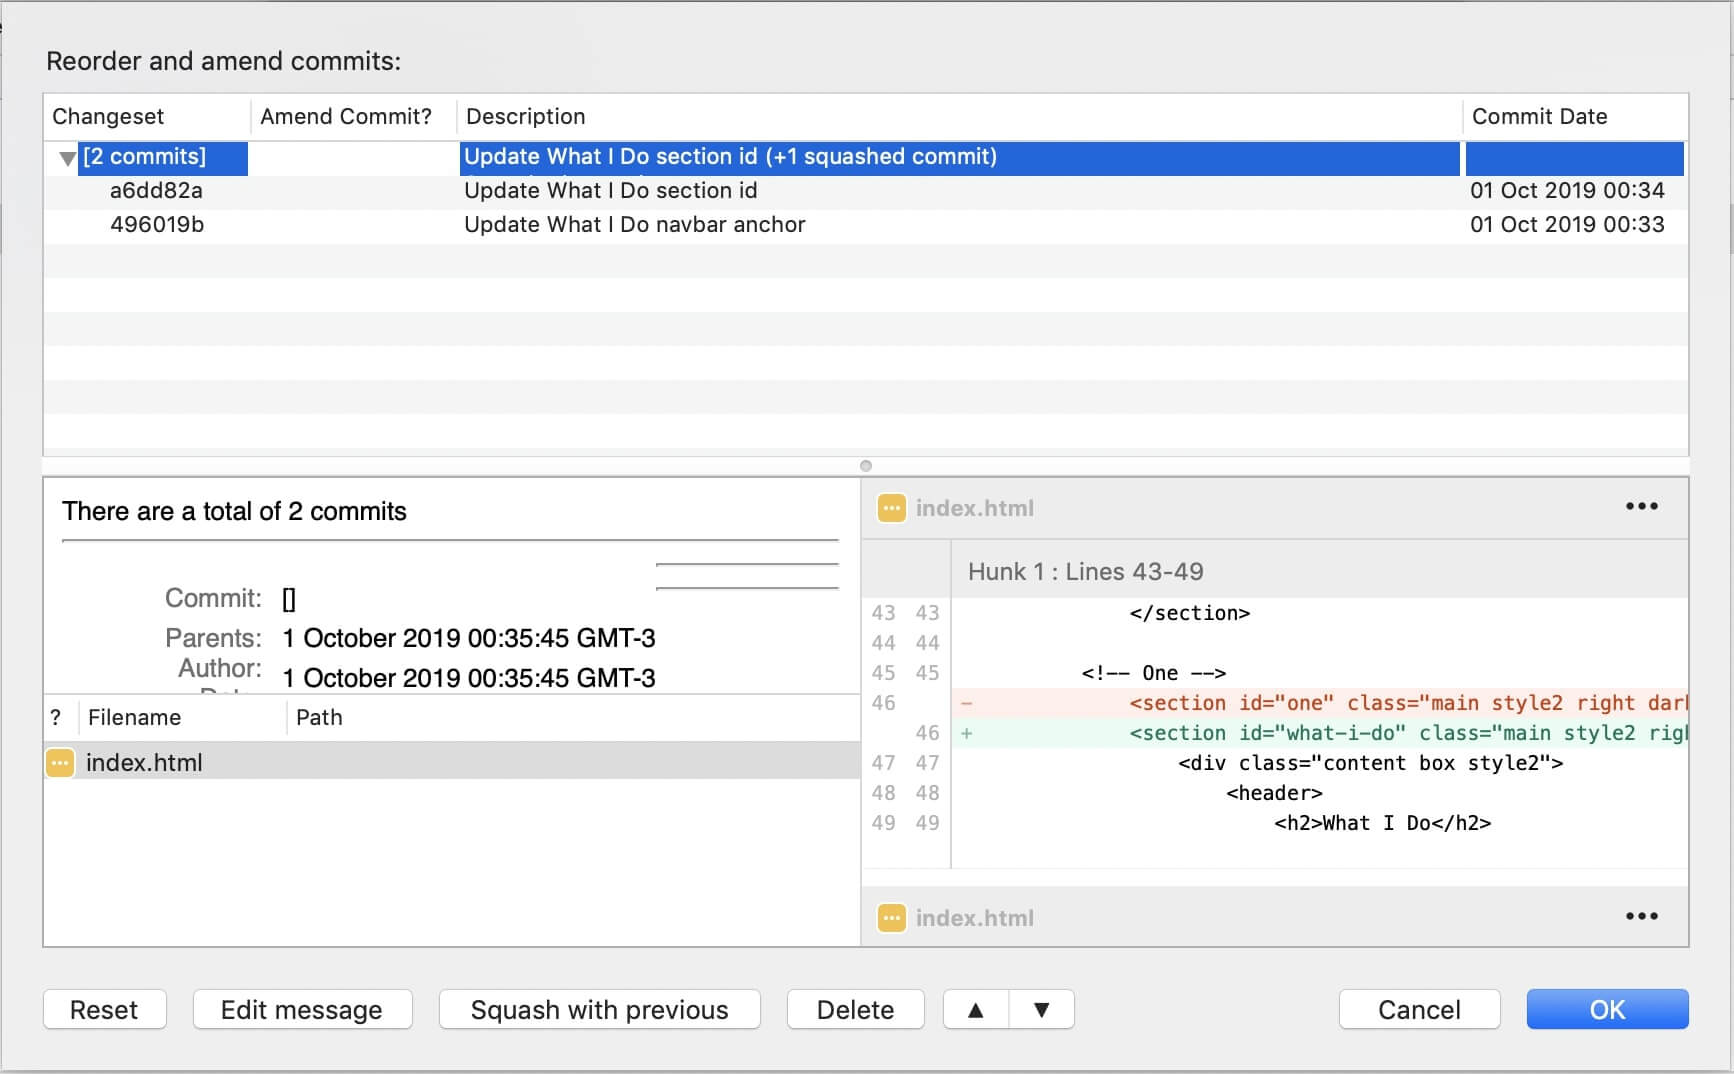 Reorder and amend commits:
Changeset Amend Commit? Description Commit Date
[2 commits] Update What I Do section id (+1 squashed commit)
a6dd82a Update What I Do section id 01 Oct 2019 00:34
496019b Update What I Do navbar anchor 01 Oct 2019 00:33
There are a total of 2 commits
Commit: []
Parents: 1 October 2019 00:35:45 GMT-3
Author: 1 October 2019 00:35:45 GMT-3
? Filename Path
index.html
index.html •••
Hunk 1 : Lines 43-49
43 43 </section>
44 44
45 45 <!-- One -->
46 - <section id="one" class="main style2 right
46 + <section id="what-i-do" class="main style2
47 47 <div class="content box style2">
48 48 <header>
49 49 <h2>What I Do</h2>
index.html •••
Reset Edit message Squash with previous Delete ▲ ▼ Cancel OK